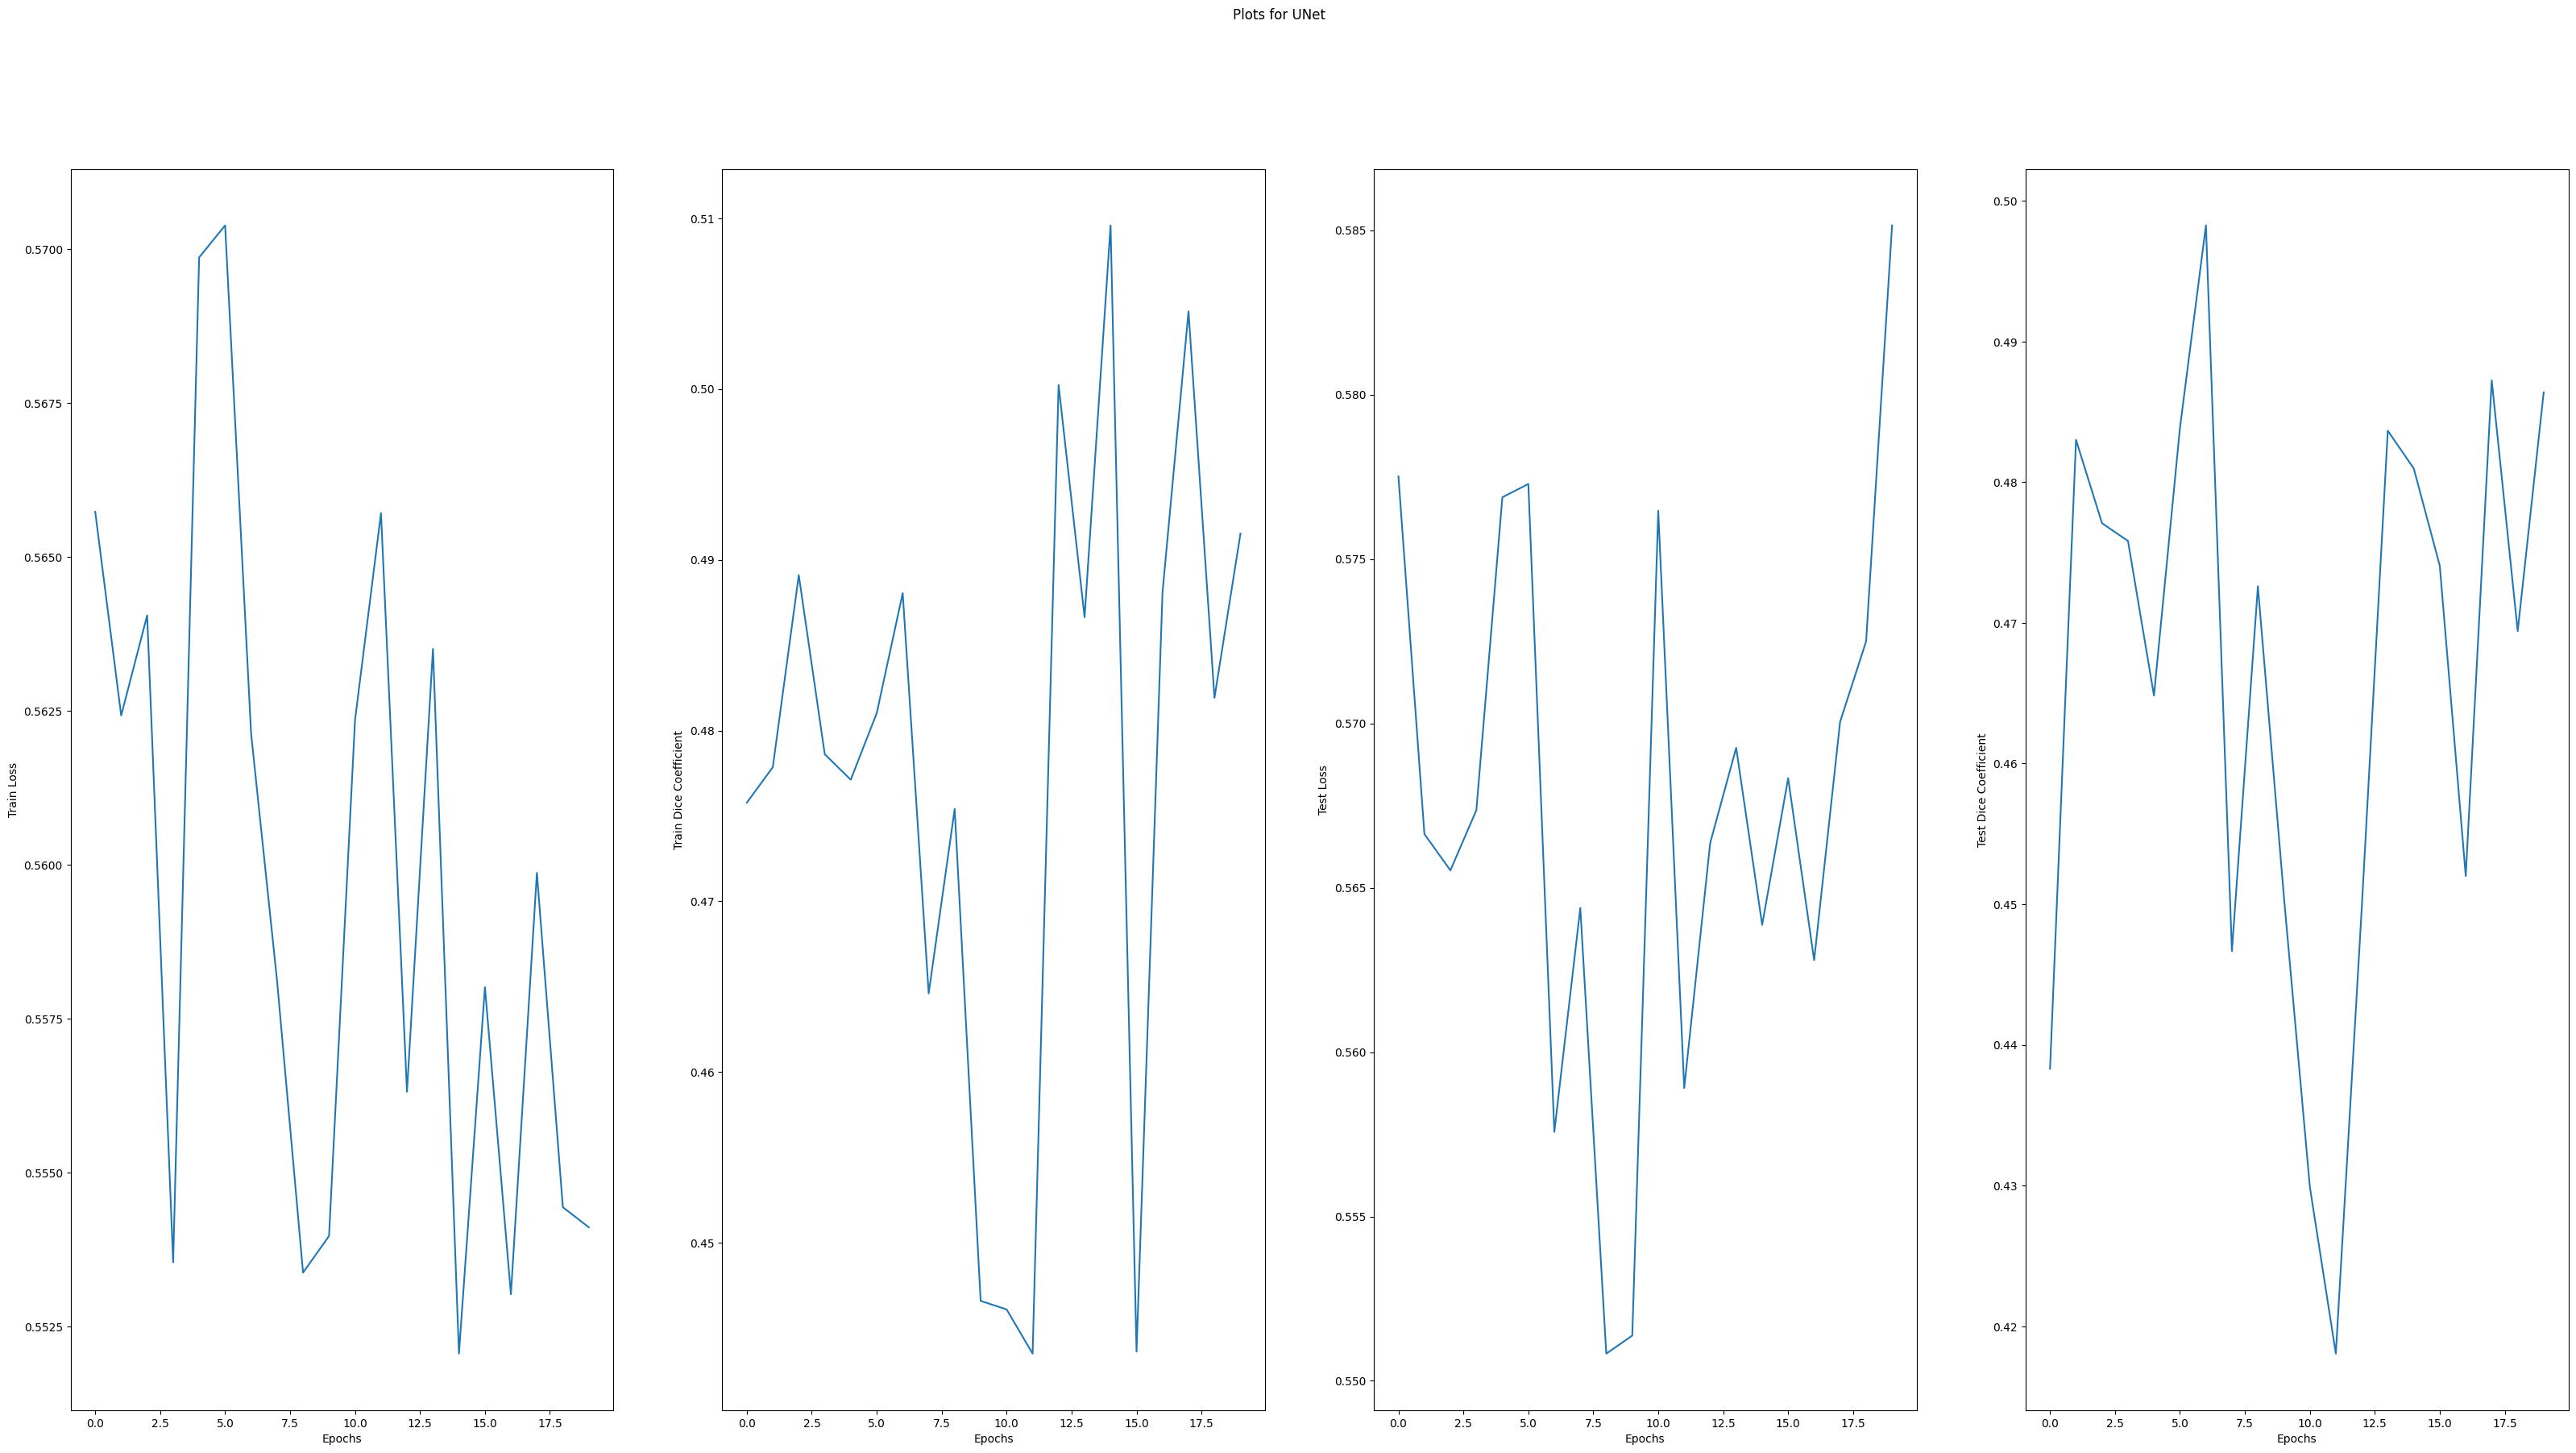 Plots for UNet
0.5700
0.5675
0.5650
0.5625
0.5600
0.5575
0.5550
0.5525
Train Loss
0.0 2.5 5.0 7.5 10.0 12.5 15.0 17.5
Epochs
0.51
0.50
0.49
0.48
0.47
0.46
0.45
Train Dice Coefficient
0.0 2.5 5.0 7.5 10.0 12.5 15.0 17.5
Epochs
0.585
0.580
0.575
0.570
0.565
0.560
0.555
0.550
Test Loss
0.0 2.5 5.0 7.5 10.0 12.5 15.0 17.5
Epochs
0.50
0.49
0.48
0.47
0.46
0.45
0.44
0.43
0.42
Test Dice Coefficient
0.0 2.5 5.0 7.5 10.0 12.5 15.0 17.5
Epochs